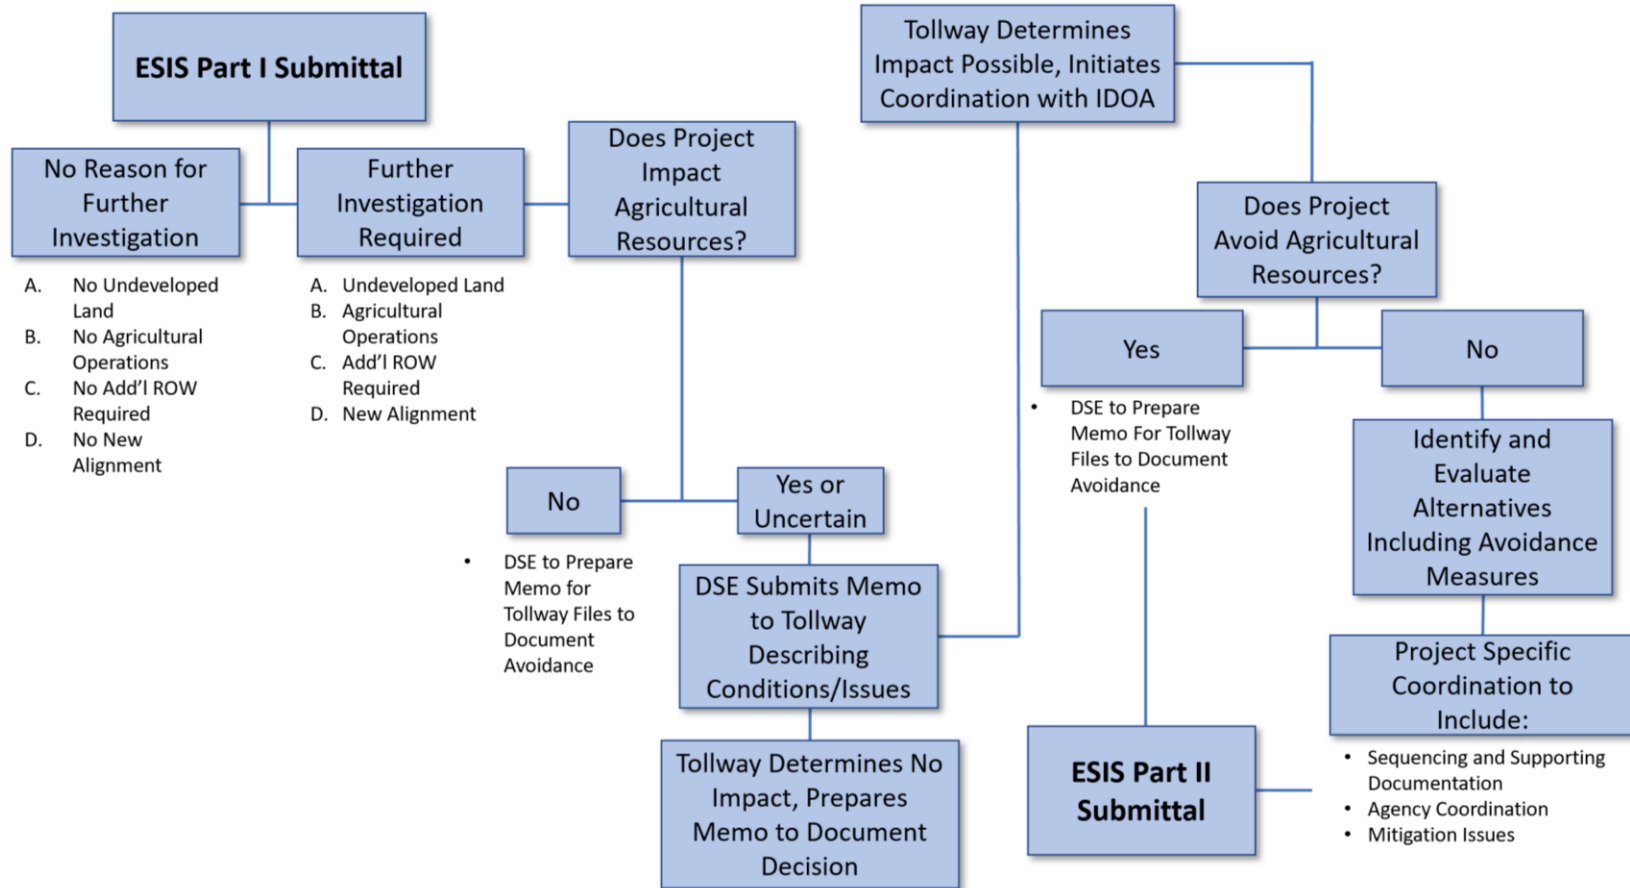 ESIS Part I Submittal
No Reason for
Further
Investigation
A. No Undeveloped
Land
B. No Agricultural
Operations
C. No Add’l ROW
Required
D. No New
Alignment
Further
Investigation
Required
A. Undeveloped Land
B. Agricultural
Operations
C. Add’l ROW
Required
D. New Alignment
Does Project
Impact
Agricultural
Resources?
No
• DSE to Prepare
Memo for
Tollway Files to
Document
Avoidance
Yes or
Uncertain
DSE Submits Memo
to Tollway
Describing
Conditions/Issues
Tollway Determines No
Impact, Prepares
Memo to Document
Decision
Tollway Determines
Impact Possible, Initiates
Coordination with IDOA
Does Project
Avoid Agricultural
Resources?
Yes
• DSE to Prepare
Memo For Tollway
Files to Document
Avoidance
No
Identify and
Evaluate
Alternatives
Including Avoidance
Measures
Project Specific
Coordination to
Include:
• Sequencing and Supporting
Documentation
• Agency Coordination
• Mitigation Issues
ESIS Part II
Submittal